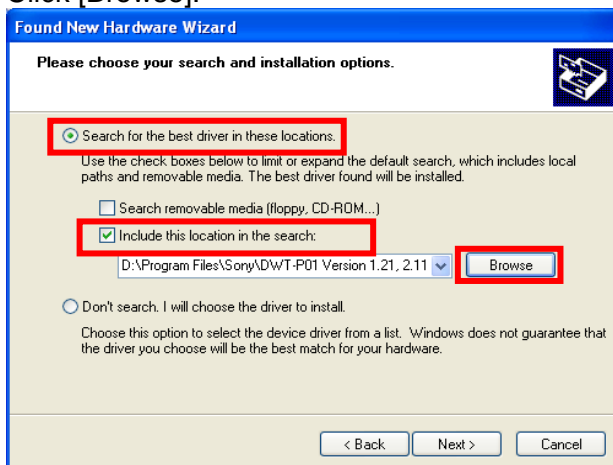 Click [Browse].
Found New Hardware Wizard
Please choose your search and installation options.
Search for the best driver in these locations.
Use the check boxes below to limit or expand the default search, which includes local
paths and removable media. The best driver found will be installed.
Search removable media (floppy, CD-ROM...)
Include this location in the search:
D:\Program Files\Sony\DWT-P01 Version 1.21, 2.11 Browse
Don't search. I will choose the driver to install.
Choose this option to select the device driver from a list. Windows does not guarantee that
the driver you choose will be the best match for your hardware.
< Back Next > Cancel